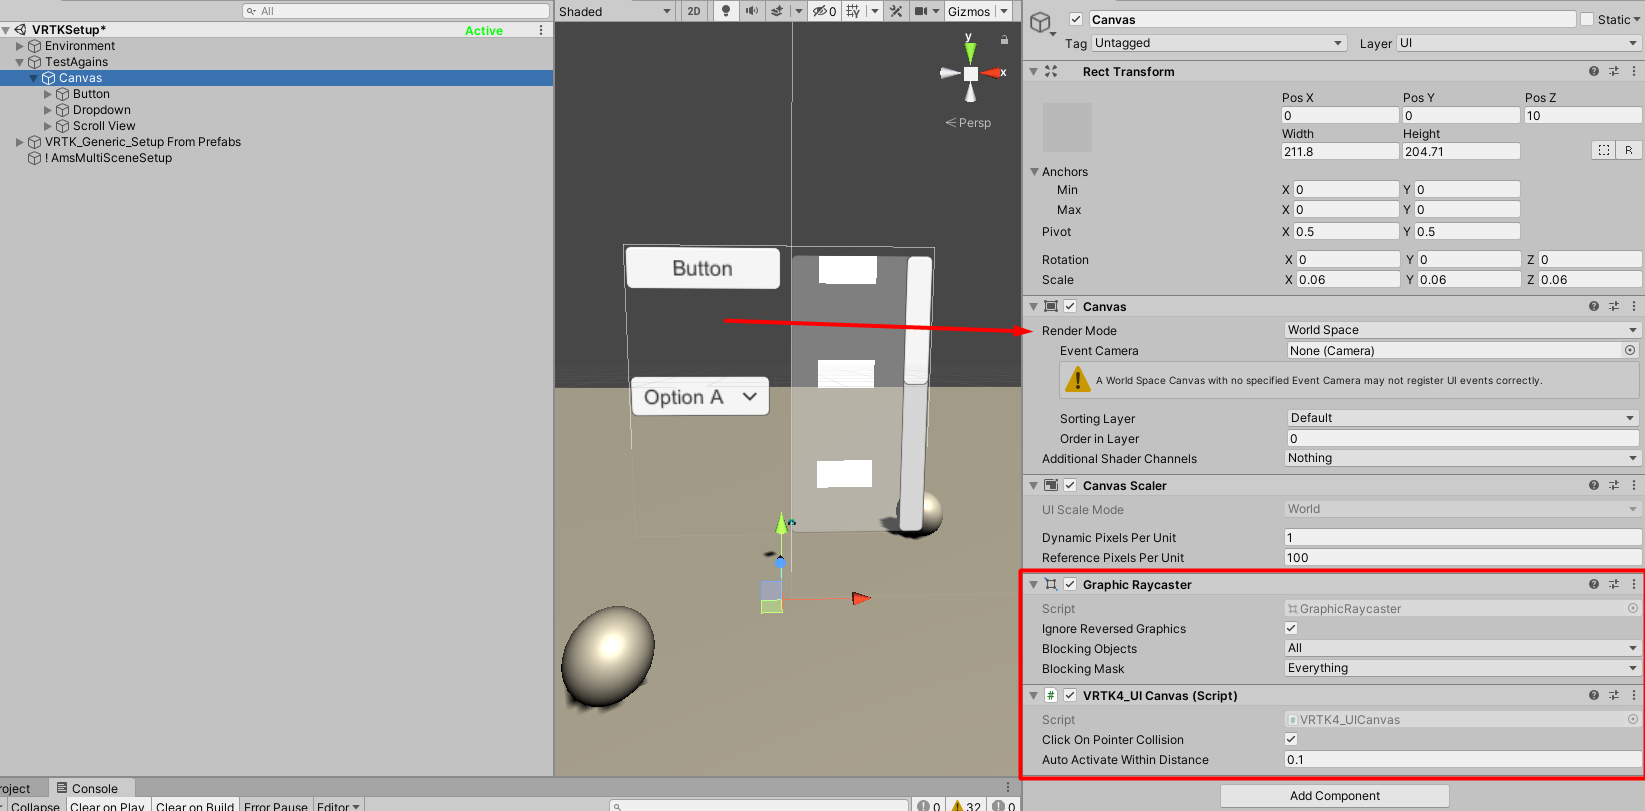 All
VRTKSetup*
Active
Environment
TestAgains
Canvas
Button
Dropdown
Scroll View
VRTK_Generic_Setup From Prefabs
! AmsMultiSceneSetup
Shaded
2D
0
Gizmos
y
x
Persp
Button
Option A
Canvas
Static
Tag Untagged
Layer UI
Rect Transform
Pos X Pos Y Pos Z
0 0 10
Width Height
211.8 204.71
R
Anchors
Min X 0 Y 0
Max X 0 Y 0
Pivot X 0.5 Y 0.5
Rotation X 0 Y 0 Z 0
Scale X 0.06 Y 0.06 Z 0.06
Canvas
Render Mode World Space
Event Camera None (Camera)
A World Space Canvas with no specified Event Camera may not register UI events correctly.
Sorting Layer Default
Order in Layer 0
Additional Shader Channels Nothing
Canvas Scaler
UI Scale Mode World
Dynamic Pixels Per Unit 1
Reference Pixels Per Unit 100
Graphic Raycaster
Script GraphicRaycaster
Ignore Reversed Graphics
Blocking Objects All
Blocking Mask Everything
# VRTK4_UI Canvas (Script)
Script VRTK4_UICanvas
Click On Pointer Collision
Auto Activate Within Distance 0.1
Add Component
roject Console
r Collapse Clear on Play Clear on Build Error Pause Editor
0 32 0